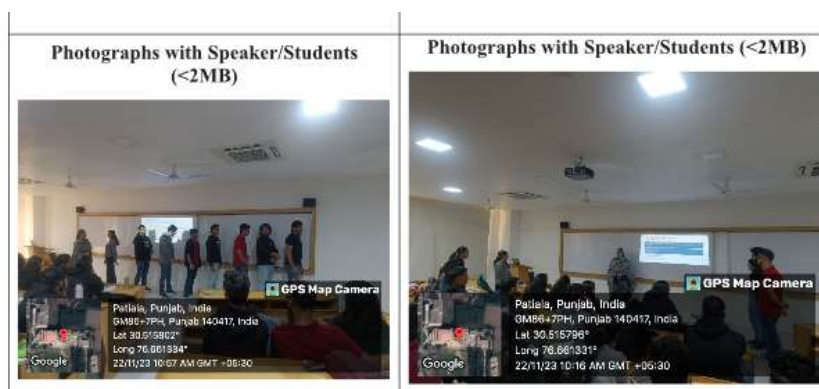 Photographs with Speaker/Students
(<2MB)
GPS Map Camera
Patiala, Punjab, India
GM86+7PH, Punjab 140417, India
Lat 30.515802°
Long 76.661334°
22/11/23 10:57 AM GMT +05:30
Google
Photographs with Speaker/Students (<2MB)
GPS Map Camera
Patiala, Punjab, India
GM86+7PH, Punjab 140417, India
Lat 30.515796°
Long 76.661331°
22/11/23 10:16 AM GMT +05:30
Google